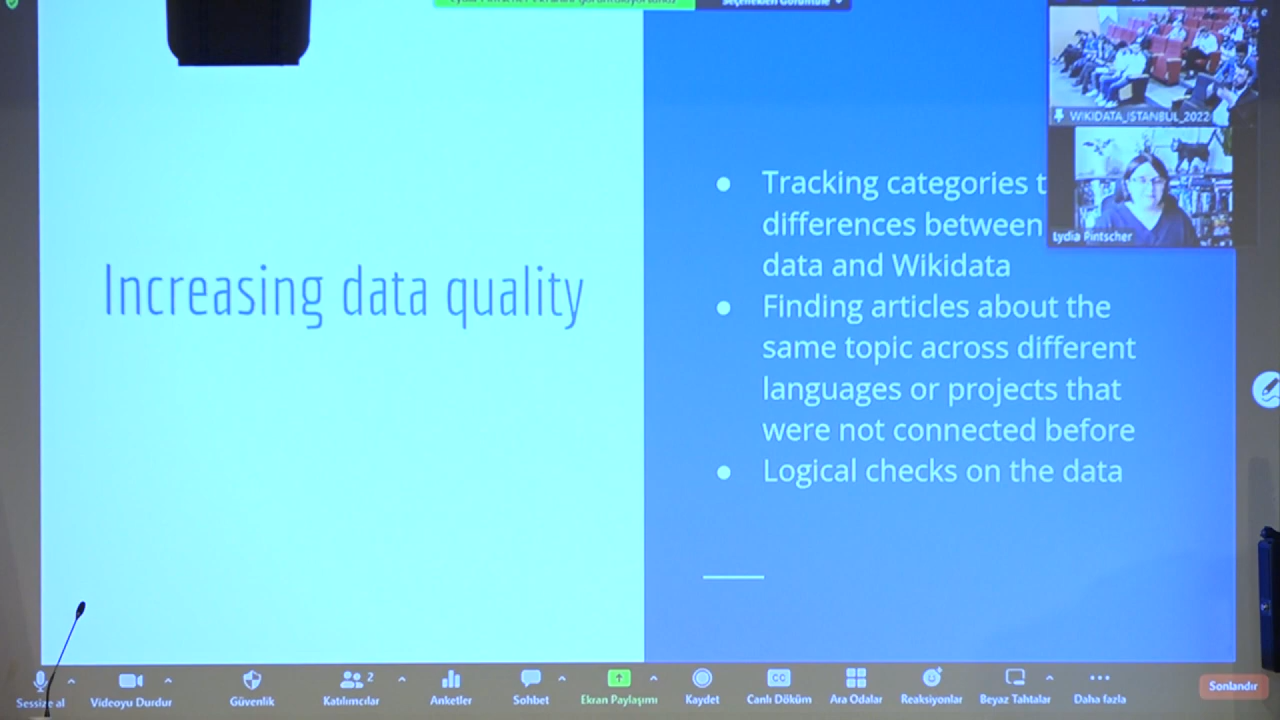 Increasing data quality
Tracking categories t
differences between
data and Wikidata
Finding articles about the
same topic across different
languages or projects that
were not connected before
Logical checks on the data
WIKIDATA_ISTANBUL_2022
Lydia Pintscher
Sessize al
Videoyu Durdur
Güvenlik
Katılımcılar
2
Anketler
Sohbet
Ekran Paylaşımı
Kaydet
CC
Canlı Döküm
Ara Odalar
Reaksiyonlar
Beyaz Tahtalar
Daha fazla
Sonlandır